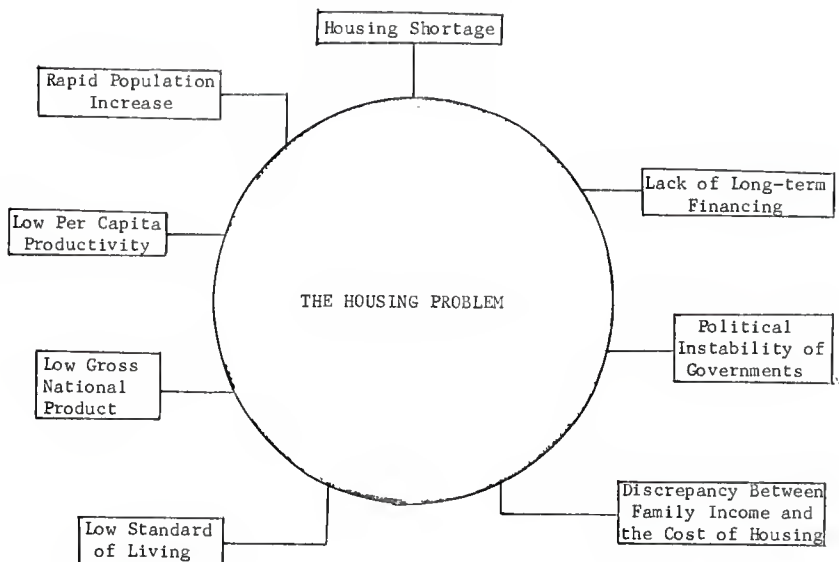 Housing Shortage
Rapid Population
Increase
Lack of Long-term
Financing
Low Per Capita
Productivity
THE HOUSING PROBLEM
Political
Instability of
Governments
Low Gross
National
Product
Discrepancy Between
Family Income and
the Cost of Housing
Low Standard
of Living